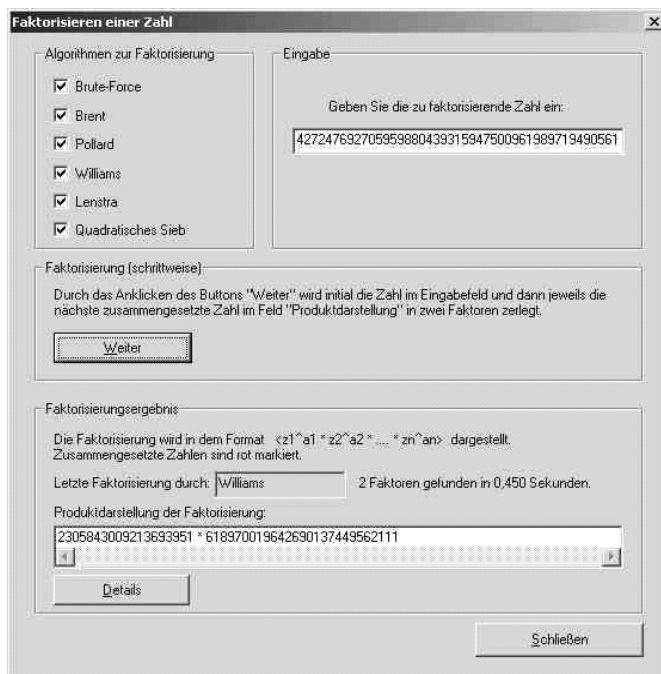 Faktorisieren einer Zahl
Algorithmen zur Faktorisierung
Brute-Force
Brent
Pollard
Williams
Lenstra
Quadratisches Sieb
Eingabe
Geben Sie die zu faktorisierende Zahl ein:
427247692705959880439315947500961989719490561
Faktorisierung (schrittweise)
Durch das Anklicken des Buttons "Weiter" wird initial die Zahl im Eingabefeld und dann jeweils die
nächste zusammengesetzte Zahl im Feld "Produktdarstellung" in zwei Faktoren zerlegt.
Weiter
Faktorisierungsergebnis
Die Faktorisierung wird in dem Format <z1^a1 * z2^a2 * .... * zn^an> dargestellt.
Zusammengesetzte Zahlen sind rot markiert.
Letzte Faktorisierung durch: Williams 2 Faktoren gefunden in 0,450 Sekunden.
Produktdarstellung der Faktorisierung:
2305843009213693951 * 618970019642690137449562111
Details
Schließen